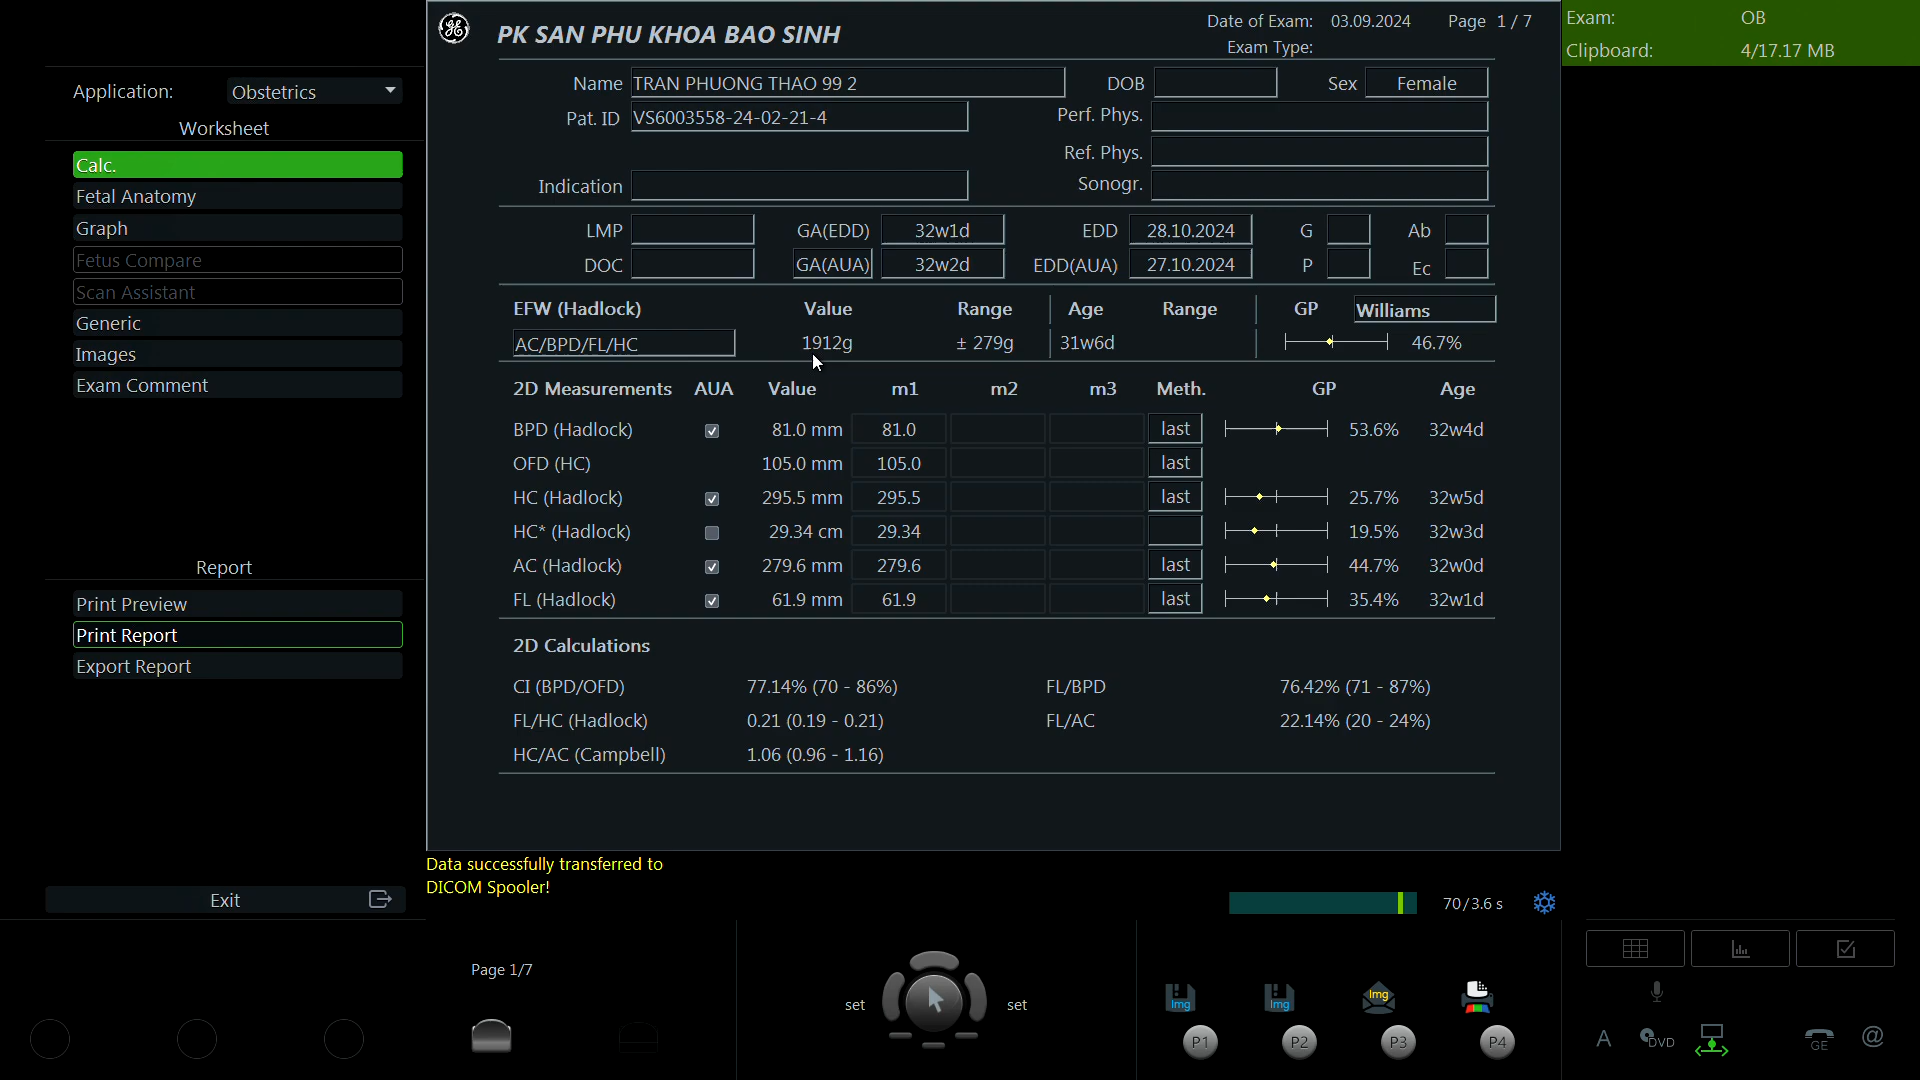 PK SAN PHU KHOA BAO SINH
Date of Exam: 03.09.2024 Page 1 / 7
Exam Type:
Exam: OB
Clipboard: 4/17.17 MB
Application: Obstetrics
Worksheet
Calc.
Fetal Anatomy
Graph
Fetus Compare
Scan Assistant
Generic
Images
Exam Comment
Report
Print Preview
Print Report
Export Report
Exit
Name TRAN PHUONG THAO 99 2 DOB Sex Female
Pat. ID VS6003558-24-02-21-4 Perf. Phys.
Ref. Phys.
Indication Sonogr.
LMP GA(EDD) 32w1d EDD 28.10.2024 G Ab
DOC GA(AUA) 32w2d EDD(AUA) 27.10.2024 P Ec
EFW (Hadlock) Value Range Age Range GP Williams
AC/BPD/FL/HC 1912g ± 279g 31w6d 46.7%
2D Measurements AUA Value m1 m2 m3 Meth. GP Age
BPD (Hadlock) 81.0 mm 81.0 last 53.6% 32w4d
OFD (HC) 105.0 mm 105.0 last
HC (Hadlock) 295.5 mm 295.5 last 25.7% 32w5d
HC* (Hadlock) 29.34 cm 29.34 19.5% 32w3d
AC (Hadlock) 279.6 mm 279.6 last 44.7% 32w0d
FL (Hadlock) 61.9 mm 61.9 last 35.4% 32w1d
2D Calculations
CI (BPD/OFD) 77.14% (70 - 86%) FL/BPD 76.42% (71 - 87%)
FL/HC (Hadlock) 0.21 (0.19 - 0.21) FL/AC 22.14% (20 - 24%)
HC/AC (Campbell) 1.06 (0.96 - 1.16)
Data successfully transferred to
DICOM Spooler!
70/3.6 s
Page 1/7
set set
Img Img Img
P1 P2 P3 P4
A DVD GE @